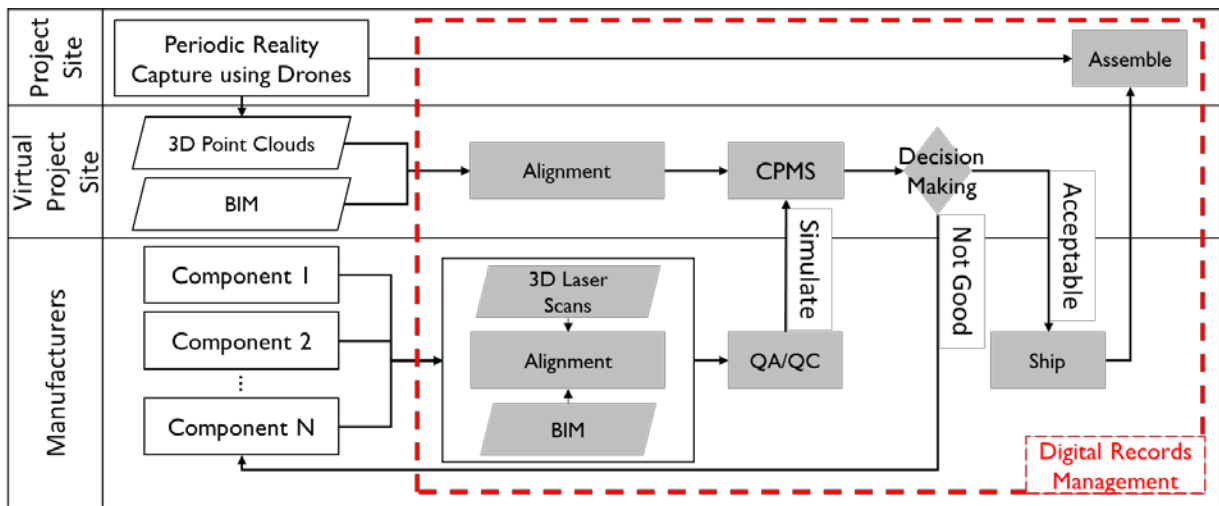 Project
Site
Periodic Reality
Capture using Drones
Assemble
Virtual
Project
Site
3D Point Clouds
BIM
Alignment
CPMS
Decision
Making
Simulate
Not Good
Acceptable
Manufacturers
Component 1
Component 2
...
Component N
3D Laser
Scans
Alignment
BIM
QA/QC
Ship
Digital Records
Management